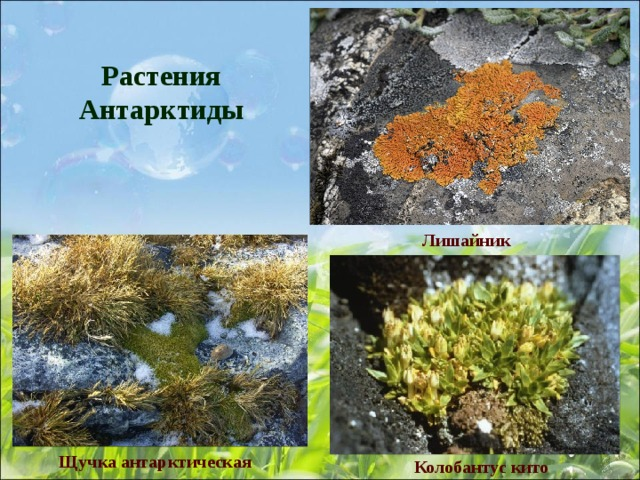 Растения
Антарктиды
Лишайник
Щучка антарктическая
Колобантус кито